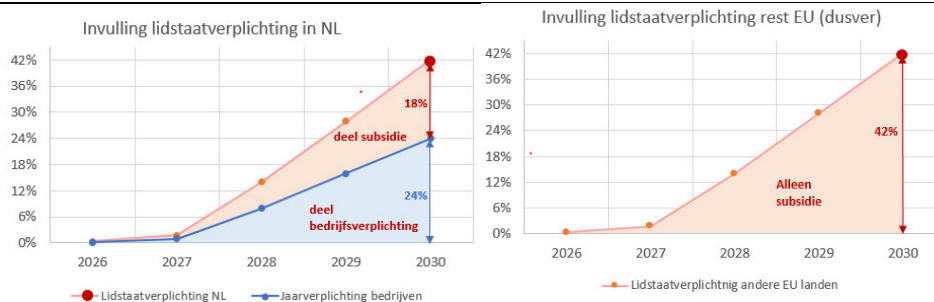 Invulling lidstaatverplichting in NL
42%
36%
30%
24%
18%
12%
6%
0%
18%
deel subsidie
24%
deel
bedrijfsverplichting
2026 2027 2028 2029 2030
Lidstaatverplichting NL Jaarverplichting bedrijven
Invulling lidstaatverplichting rest EU (dusver)
42%
36%
30%
24%
18%
12%
6%
0%
42%
Alleen
subsidie
2026 2027 2028 2029 2030
Lidstaatverplichtnig andere EU landen